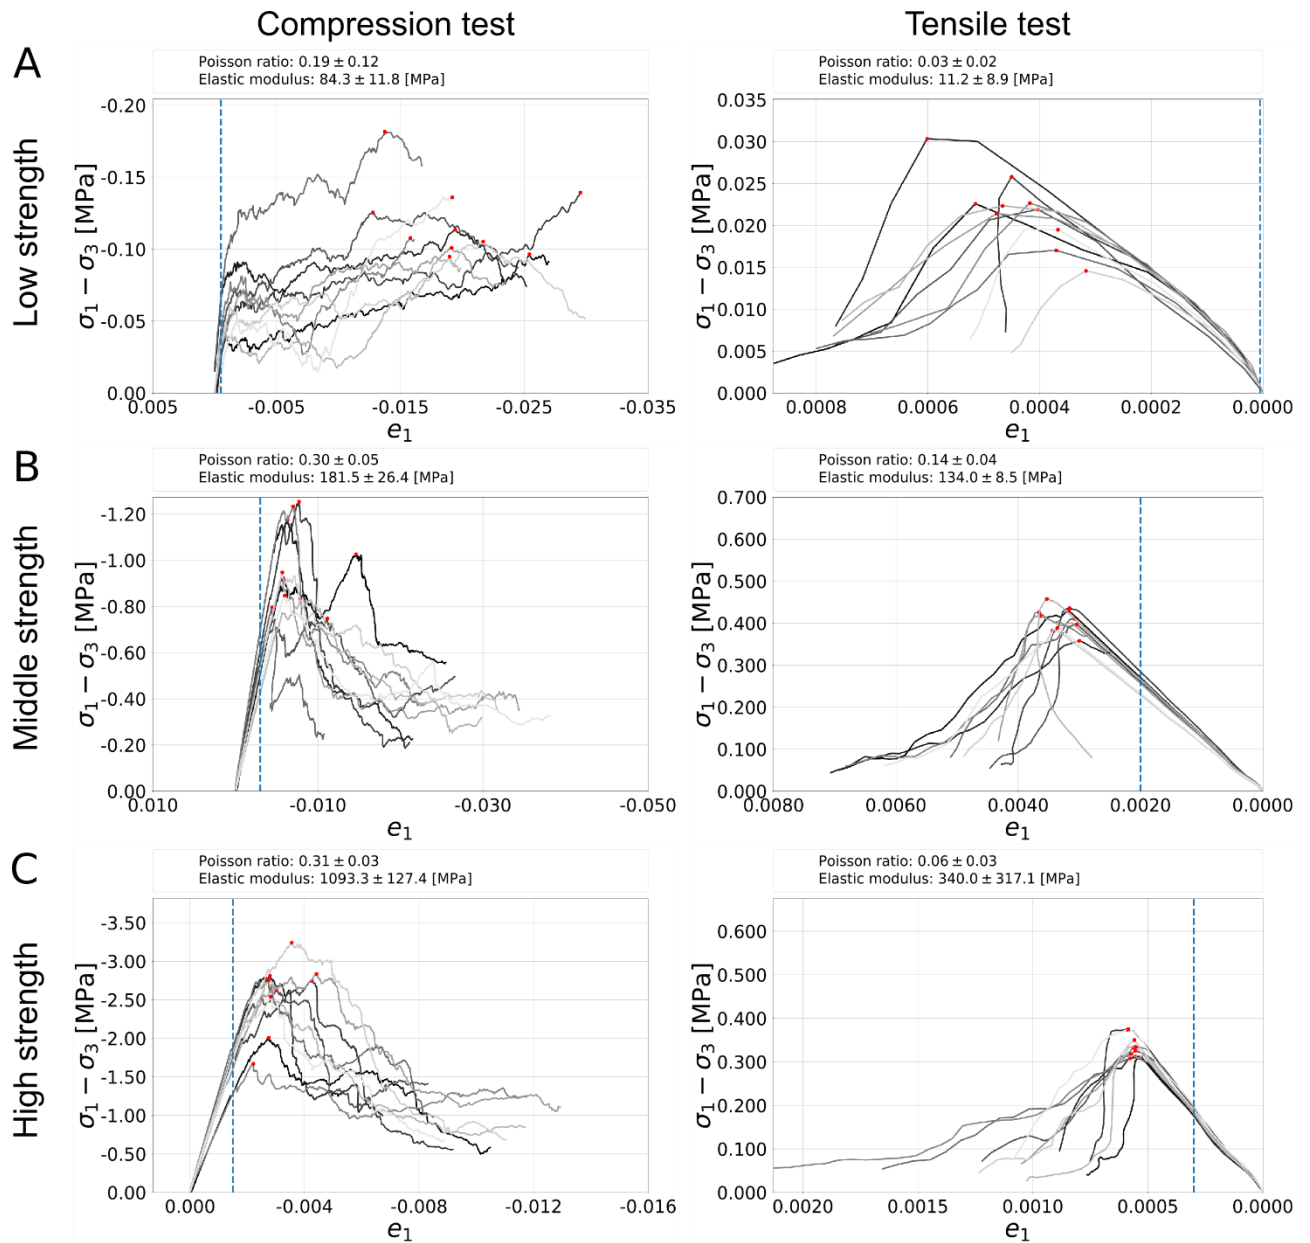 Compression test
Tensile test
A
Low strength
Poisson ratio: 0.19 ± 0.12
Elastic modulus: 84.3 ± 11.8 [MPa]
-0.20
-0.15
-0.10
-0.05
0.00
σ1 − σ3 [MPa]
0.005
-0.005
-0.015
-0.025
-0.035
e1
Poisson ratio: 0.03 ± 0.02
Elastic modulus: 11.2 ± 8.9 [MPa]
0.035
0.030
0.025
0.020
0.015
0.010
0.005
0.000
σ1 − σ3 [MPa]
0.0008
0.0006
0.0004
0.0002
0.0000
e1
B
Middle strength
Poisson ratio: 0.30 ± 0.05
Elastic modulus: 181.5 ± 26.4 [MPa]
-1.20
-1.00
-0.80
-0.60
-0.40
-0.20
0.00
σ1 − σ3 [MPa]
0.010
-0.010
-0.030
-0.050
e1
Poisson ratio: 0.14 ± 0.04
Elastic modulus: 134.0 ± 8.5 [MPa]
0.700
0.600
0.500
0.400
0.300
0.200
0.100
0.000
σ1 − σ3 [MPa]
0.0080
0.0060
0.0040
0.0020
0.0000
e1
C
High strength
Poisson ratio: 0.31 ± 0.03
Elastic modulus: 1093.3 ± 127.4 [MPa]
-3.50
-3.00
-2.50
-2.00
-1.50
-1.00
-0.50
0.00
σ1 − σ3 [MPa]
0.000
-0.004
-0.008
-0.012
-0.016
e1
Poisson ratio: 0.06 ± 0.03
Elastic modulus: 340.0 ± 317.1 [MPa]
0.600
0.500
0.400
0.300
0.200
0.100
0.000
σ1 − σ3 [MPa]
0.0020
0.0015
0.0010
0.0005
0.0000
e1